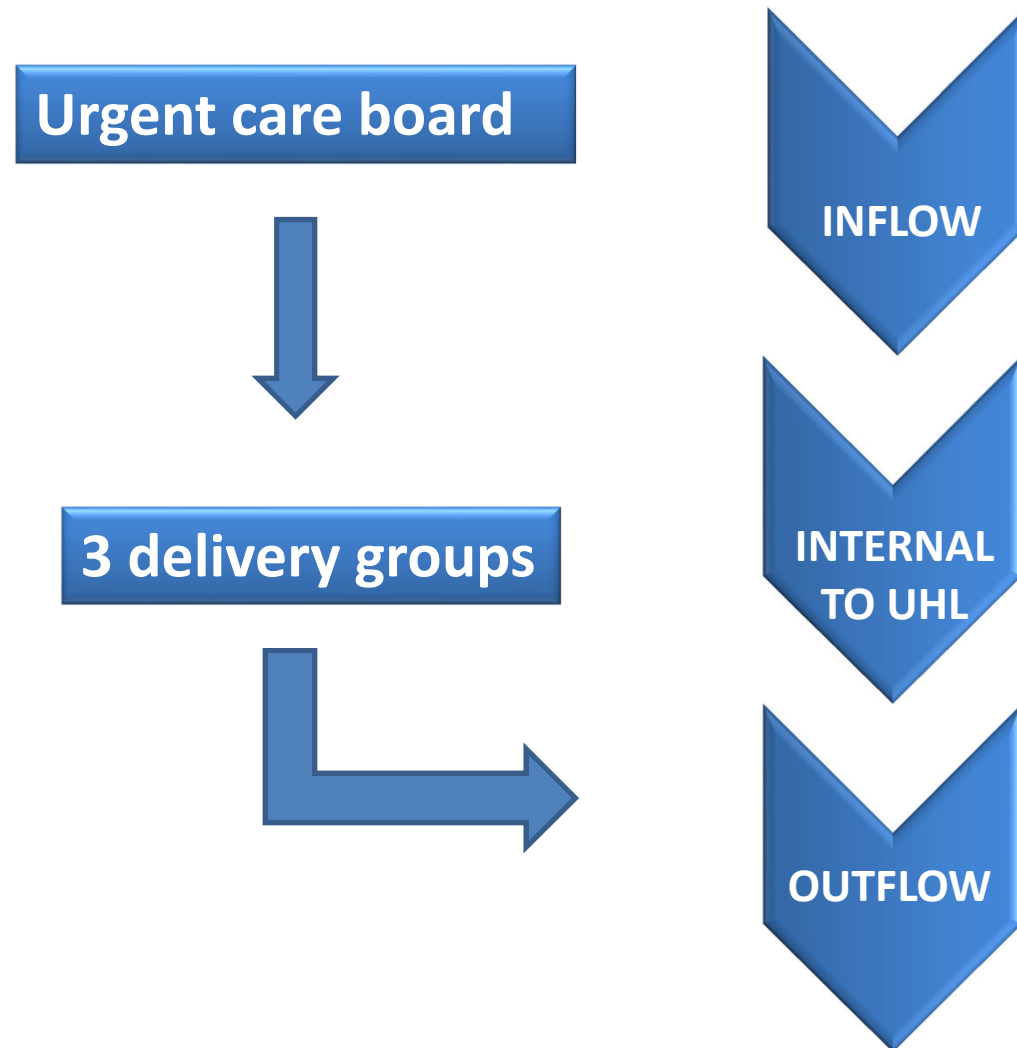 Urgent care board
3 delivery groups
INFLOW
INTERNAL
TO UHL
OUTFLOW